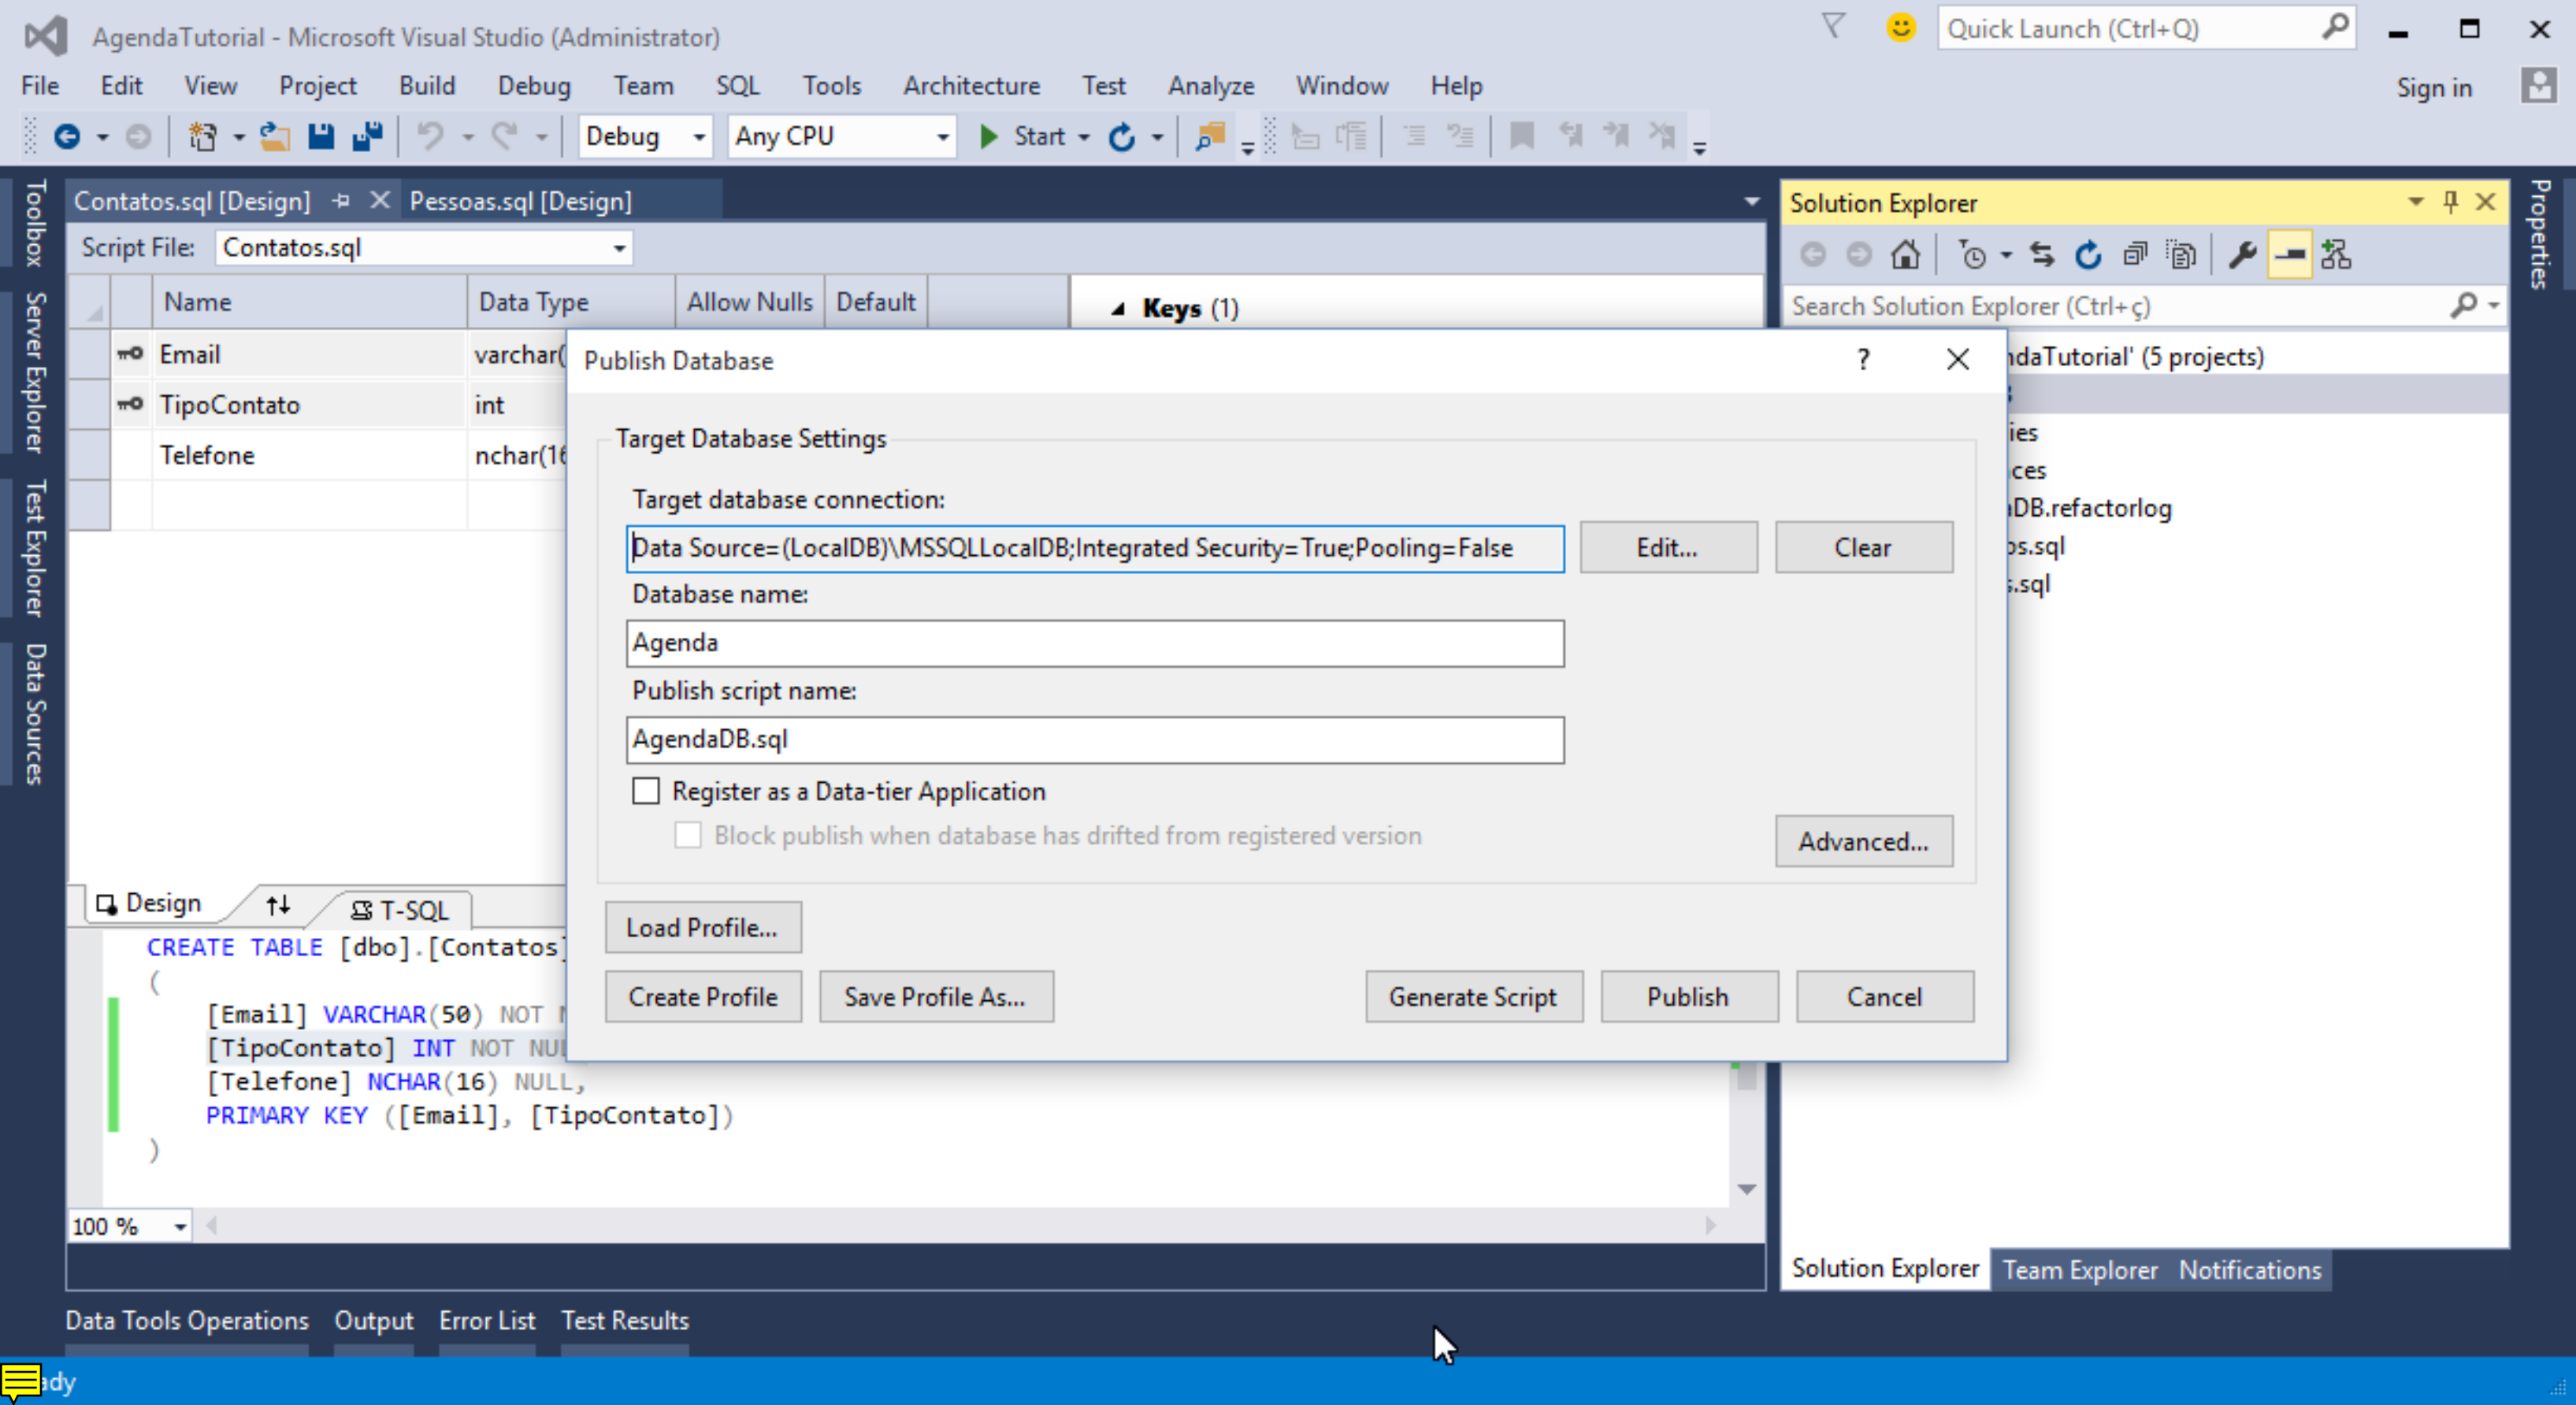 AgendaTutorial - Microsoft Visual Studio (Administrator)
Quick Launch (Ctrl+Q)
File Edit View Project Build Debug Team SQL Tools Architecture Test Analyze Window Help
Sign in
Debug Any CPU Start
Toolbox
Server Explorer
Test Explorer
Data Sources
Contatos.sql [Design] Pessoas.sql [Design]
Script File: Contatos.sql
Name Data Type Allow Nulls Default
Email varchar(
TipoContato int
Telefone nchar(16
Keys (1)
Publish Database
?
Target Database Settings
Target database connection:
Data Source=(LocalDB)\MSSQLLocalDB;Integrated Security=True;Pooling=False
Edit...
Clear
Database name:
Agenda
Publish script name:
AgendaDB.sql
Register as a Data-tier Application
Block publish when database has drifted from registered version
Advanced...
Load Profile...
Create Profile
Save Profile As...
Generate Script
Publish
Cancel
Design T-SQL
CREATE TABLE [dbo].[Contatos]
(
[Email] VARCHAR(50) NOT
[TipoContato] INT NOT NUL
[Telefone] NCHAR(16) NULL,
PRIMARY KEY ([Email], [TipoContato])
)
100 %
Solution Explorer
Search Solution Explorer (Ctrl+ç)
daTutorial' (5 projects)
ies
ces
DB.refactorlog
os.sql
s.sql
Solution Explorer Team Explorer Notifications
Properties
Data Tools Operations Output Error List Test Results
ady